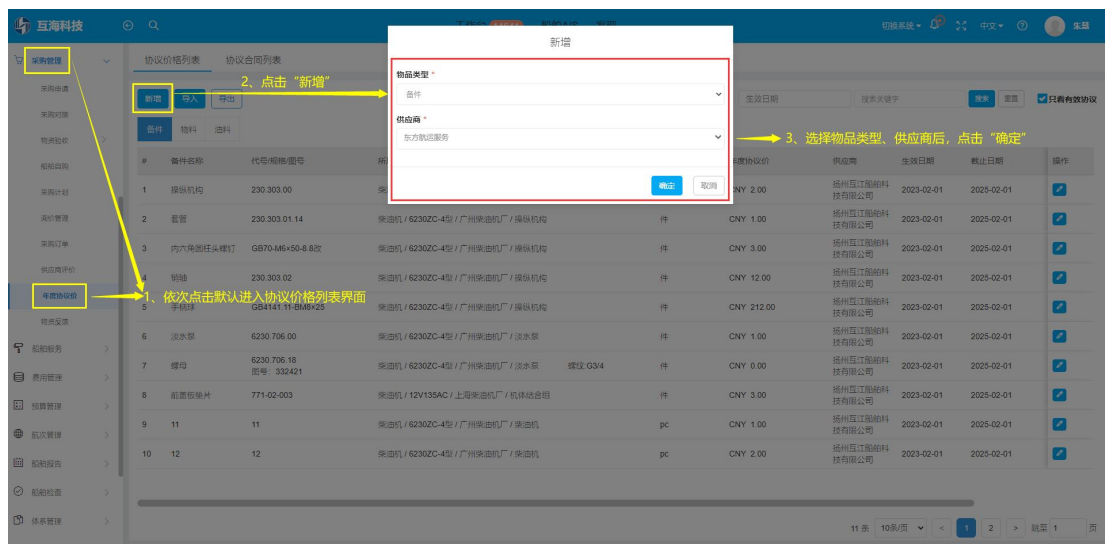 互海科技
切换系统
中文
朱慧
新增
采购管理
协议价格列表 协议合同列表
物品类型 *
备件
采购申请
2、点击“新增”
新增 导入 导出
生效日期 搜索关键字 搜索 重置 只看有效协议
采购对接
供应商 *
东方航运服务
3、选择物品类型、供应商后,点击“确定”
备件 物料 油料
物资验收
船舶自购
# 备件名称 代号/规格/图号 年度协议价 供应商 生效日期 截止日期 操作
确定 取消
采购计划
1 操纵机构 230.303.00 CNY 2.00 扬州互江船舶科技有限公司 2023-02-01 2025-02-01
询价管理
2 套管 230.303.01.14 柴油机 / 6230ZC-4型 / 广州柴油机厂 / 操纵机构 件 CNY 1.00 扬州互江船舶科技有限公司 2023-02-01 2025-02-01
采购订单
3 内六角圆柱头螺钉 GB70-M6×50-8.8改 柴油机 / 6230ZC-4型 / 广州柴油机厂 / 操纵机构 件 CNY 3.00 扬州互江船舶科技有限公司 2023-02-01 2025-02-01
供应商评价
4 销轴 230.303.02 柴油机 / 6230ZC-4型 / 广州柴油机厂 / 操纵机构 件 CNY 12.00 扬州互江船舶科技有限公司 2023-02-01 2025-02-01
年度协议价
1、依次点击默认进入协议价格列表界面
5 手柄球 GB4141.11-BM8×25 柴油机 / 6230ZC-4型 / 广州柴油机厂 / 操纵机构 件 CNY 212.00 扬州互江船舶科技有限公司 2023-02-01 2025-02-01
物资反馈
6 淡水泵 6230.706.00 柴油机 / 6230ZC-4型 / 广州柴油机厂 / 淡水泵 件 CNY 1.00 扬州互江船舶科技有限公司 2023-02-01 2025-02-01
船舶服务
7 螺母 6230.706.18 图号: 332421 柴油机 / 6230ZC-4型 / 广州柴油机厂 / 淡水泵 螺纹:G3/4 件 CNY 0.00 扬州互江船舶科技有限公司 2023-02-01 2025-02-01
费用管理
8 前盖板垫片 771-02-003 柴油机 / 12V135AC / 上海柴油机厂 / 机体结合组 件 CNY 3.00 扬州互江船舶科技有限公司 2023-02-01 2025-02-01
预算管理
9 11 11 柴油机 / 6230ZC-4型 / 广州柴油机厂 / 柴油机 pc CNY 1.00 扬州互江船舶科技有限公司 2023-02-01 2025-02-01
航次管理
10 12 12 柴油机 / 6230ZC-4型 / 广州柴油机厂 / 柴油机 pc CNY 2.00 扬州互江船舶科技有限公司 2023-02-01 2025-02-01
船舶报告
船舶检查
体系管理
11 条 10条/页 < 1 2 > 跳至 1 页